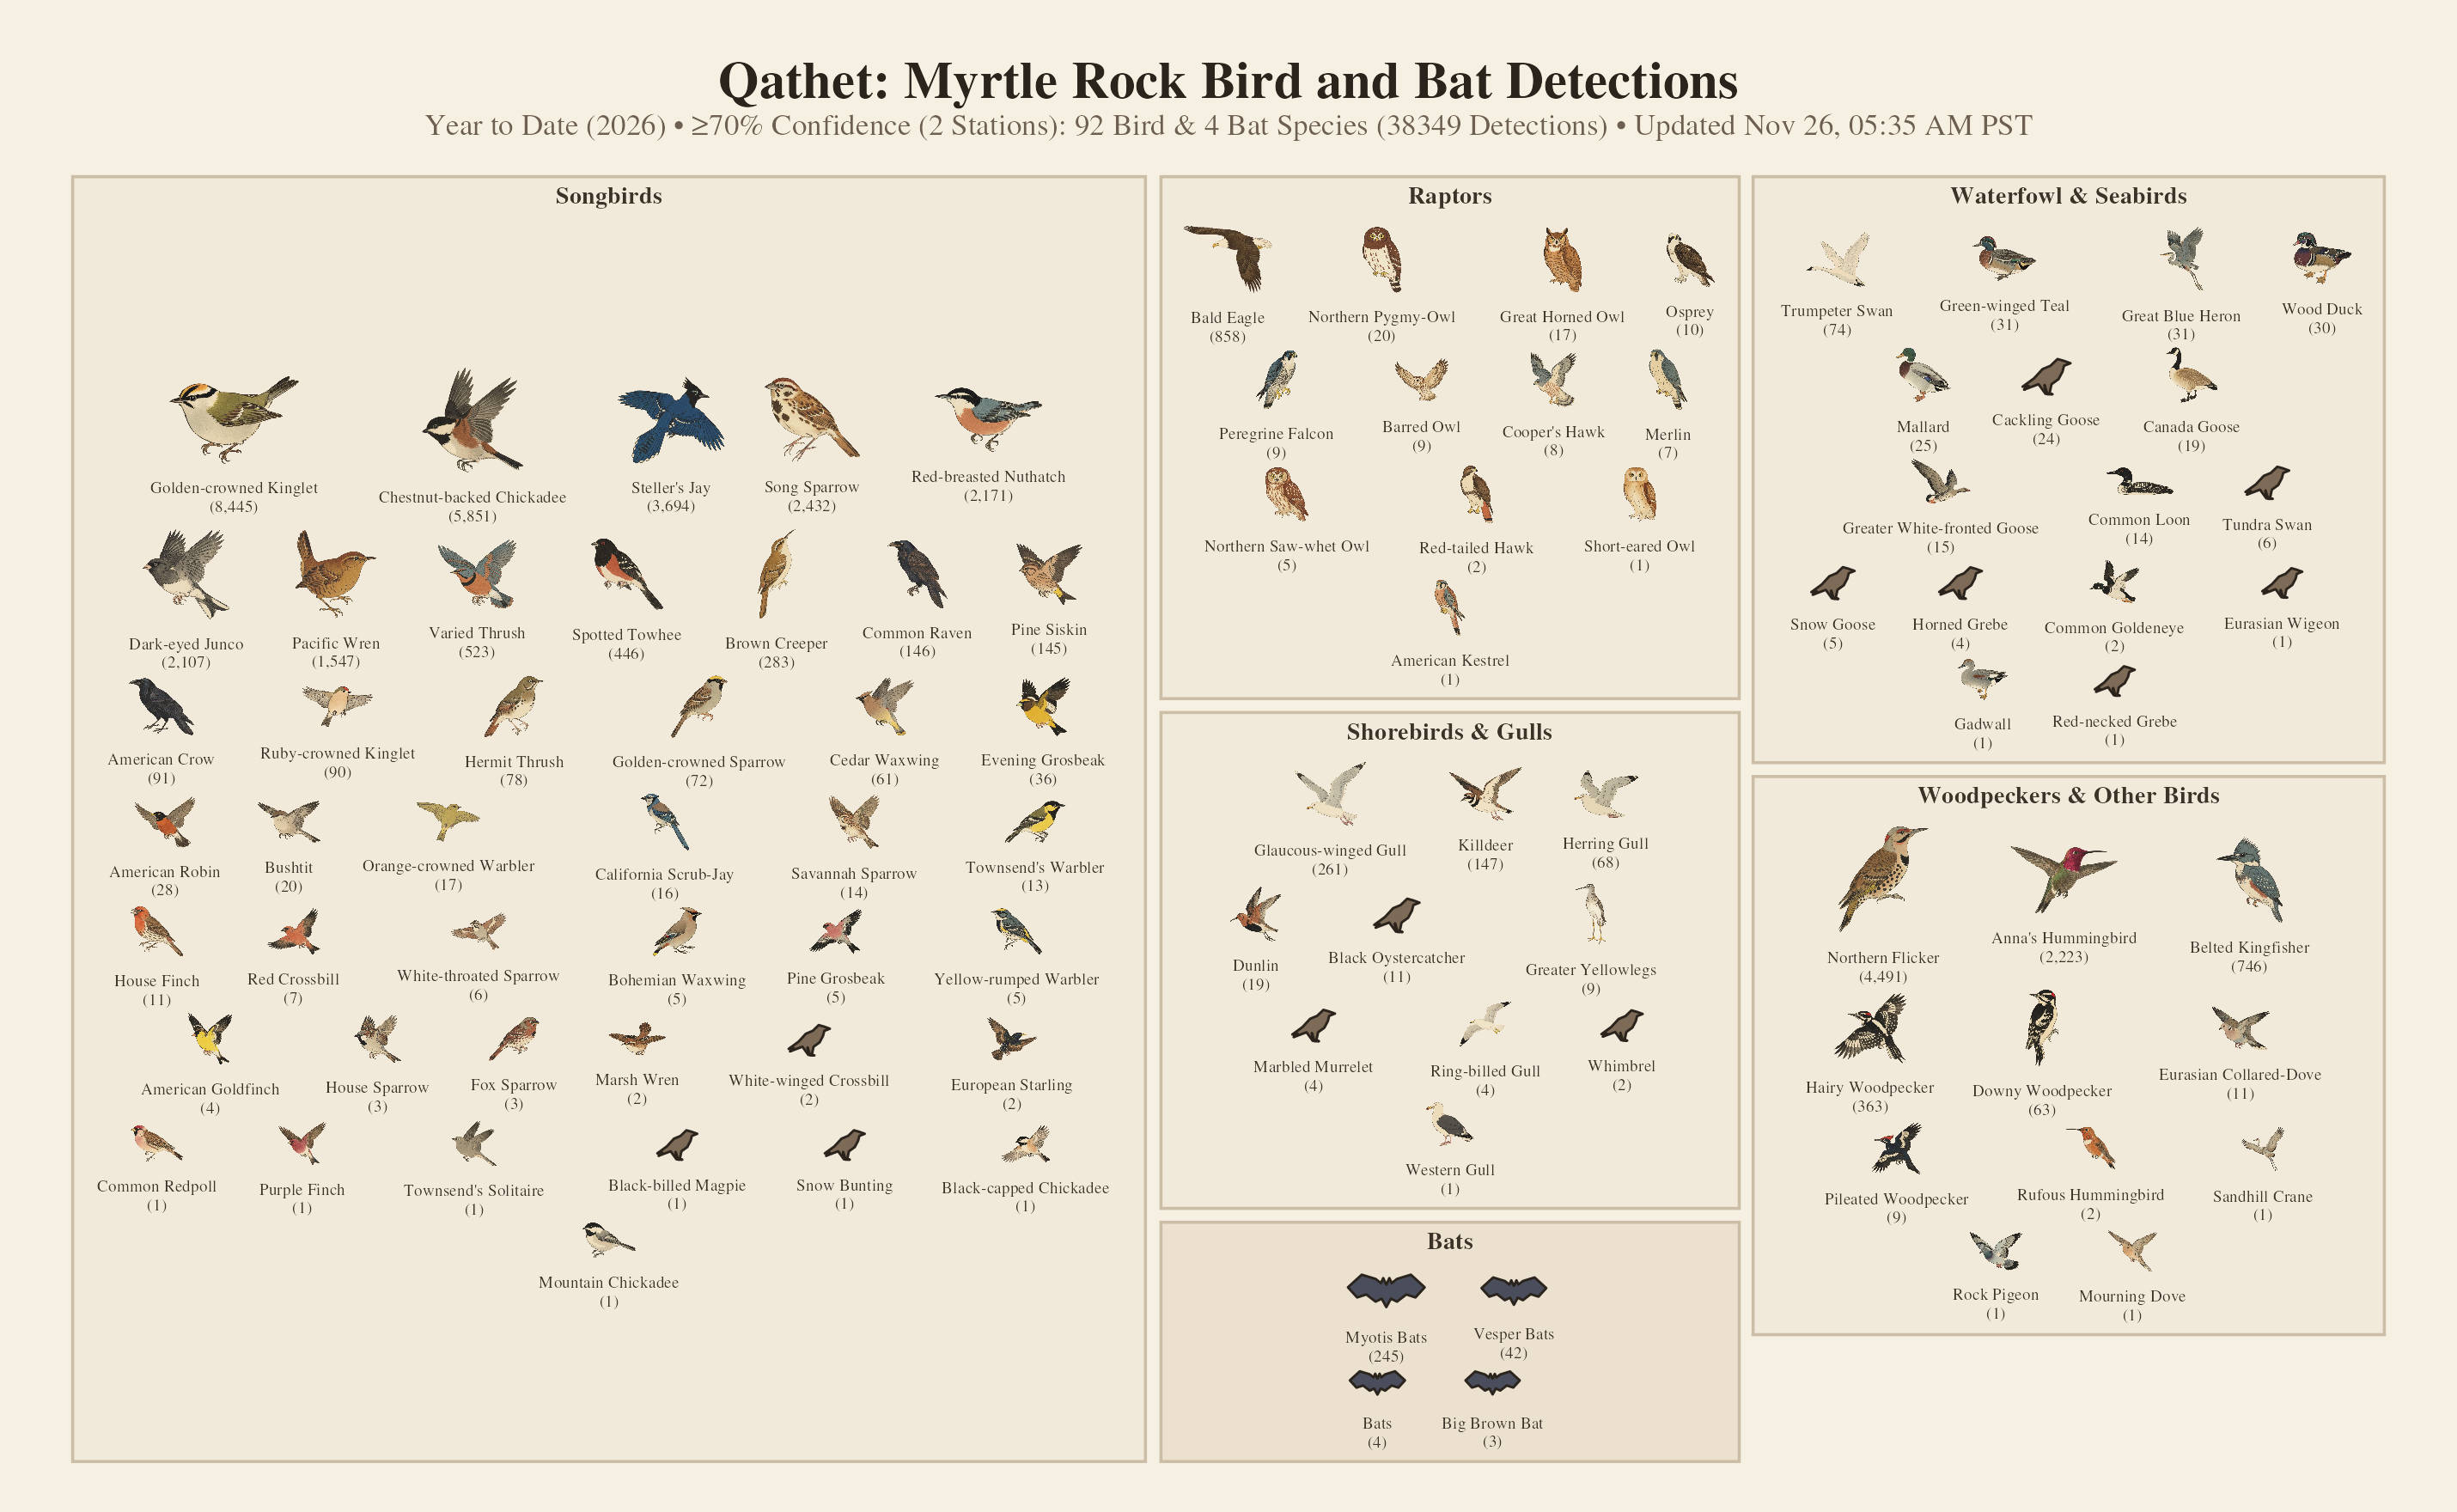 Qathet: Myrtle Rock Bird and Bat Detections
Year to Date (2026) • ≥70% Confidence (2 Stations): 92 Bird & 4 Bat Species (38349 Detections) • Updated Nov 26, 05:35 AM PST
Songbirds
Golden-crowned Kinglet
(8,445)
Chestnut-backed Chickadee
(5,851)
Steller's Jay
(3,694)
Song Sparrow
(2,432)
Red-breasted Nuthatch
(2,171)
Dark-eyed Junco
(2,107)
Pacific Wren
(1,547)
Varied Thrush
(523)
Spotted Towhee
(446)
Brown Creeper
(283)
Common Raven
(146)
Pine Siskin
(145)
American Crow
(91)
Ruby-crowned Kinglet
(90)
Hermit Thrush
(78)
Golden-crowned Sparrow
(72)
Cedar Waxwing
(61)
Evening Grosbeak
(36)
American Robin
(28)
Bushtit
(20)
Orange-crowned Warbler
(17)
California Scrub-Jay
(16)
Savannah Sparrow
(14)
Townsend's Warbler
(13)
House Finch
(11)
Red Crossbill
(7)
White-throated Sparrow
(6)
Bohemian Waxwing
(5)
Pine Grosbeak
(5)
Yellow-rumped Warbler
(5)
American Goldfinch
(4)
House Sparrow
(3)
Fox Sparrow
(3)
Marsh Wren
(2)
White-winged Crossbill
(2)
European Starling
(2)
Common Redpoll
(1)
Purple Finch
(1)
Townsend's Solitaire
(1)
Black-billed Magpie
(1)
Snow Bunting
(1)
Black-capped Chickadee
(1)
Mountain Chickadee
(1)
Raptors
Bald Eagle
(858)
Northern Pygmy-Owl
(20)
Great Horned Owl
(17)
Osprey
(10)
Peregrine Falcon
(9)
Barred Owl
(9)
Cooper's Hawk
(8)
Merlin
(7)
Northern Saw-whet Owl
(5)
Red-tailed Hawk
(2)
Short-eared Owl
(1)
American Kestrel
(1)
Shorebirds & Gulls
Glaucous-winged Gull
(261)
Killdeer
(147)
Herring Gull
(68)
Dunlin
(19)
Black Oystercatcher
(11)
Greater Yellowlegs
(9)
Marbled Murrelet
(4)
Ring-billed Gull
(4)
Whimbrel
(2)
Western Gull
(1)
Bats
Myotis Bats
(245)
Vesper Bats
(42)
Bats
(4)
Big Brown Bat
(3)
Waterfowl & Seabirds
Trumpeter Swan
(74)
Green-winged Teal
(31)
Great Blue Heron
(31)
Wood Duck
(30)
Mallard
(25)
Cackling Goose
(24)
Canada Goose
(19)
Greater White-fronted Goose
(15)
Common Loon
(14)
Tundra Swan
(6)
Snow Goose
(5)
Horned Grebe
(4)
Common Goldeneye
(2)
Eurasian Wigeon
(1)
Gadwall
(1)
Red-necked Grebe
(1)
Woodpeckers & Other Birds
Northern Flicker
(4,491)
Anna's Hummingbird
(2,223)
Belted Kingfisher
(746)
Hairy Woodpecker
(363)
Downy Woodpecker
(63)
Eurasian Collared-Dove
(11)
Pileated Woodpecker
(9)
Rufous Hummingbird
(2)
Sandhill Crane
(1)
Rock Pigeon
(1)
Mourning Dove
(1)